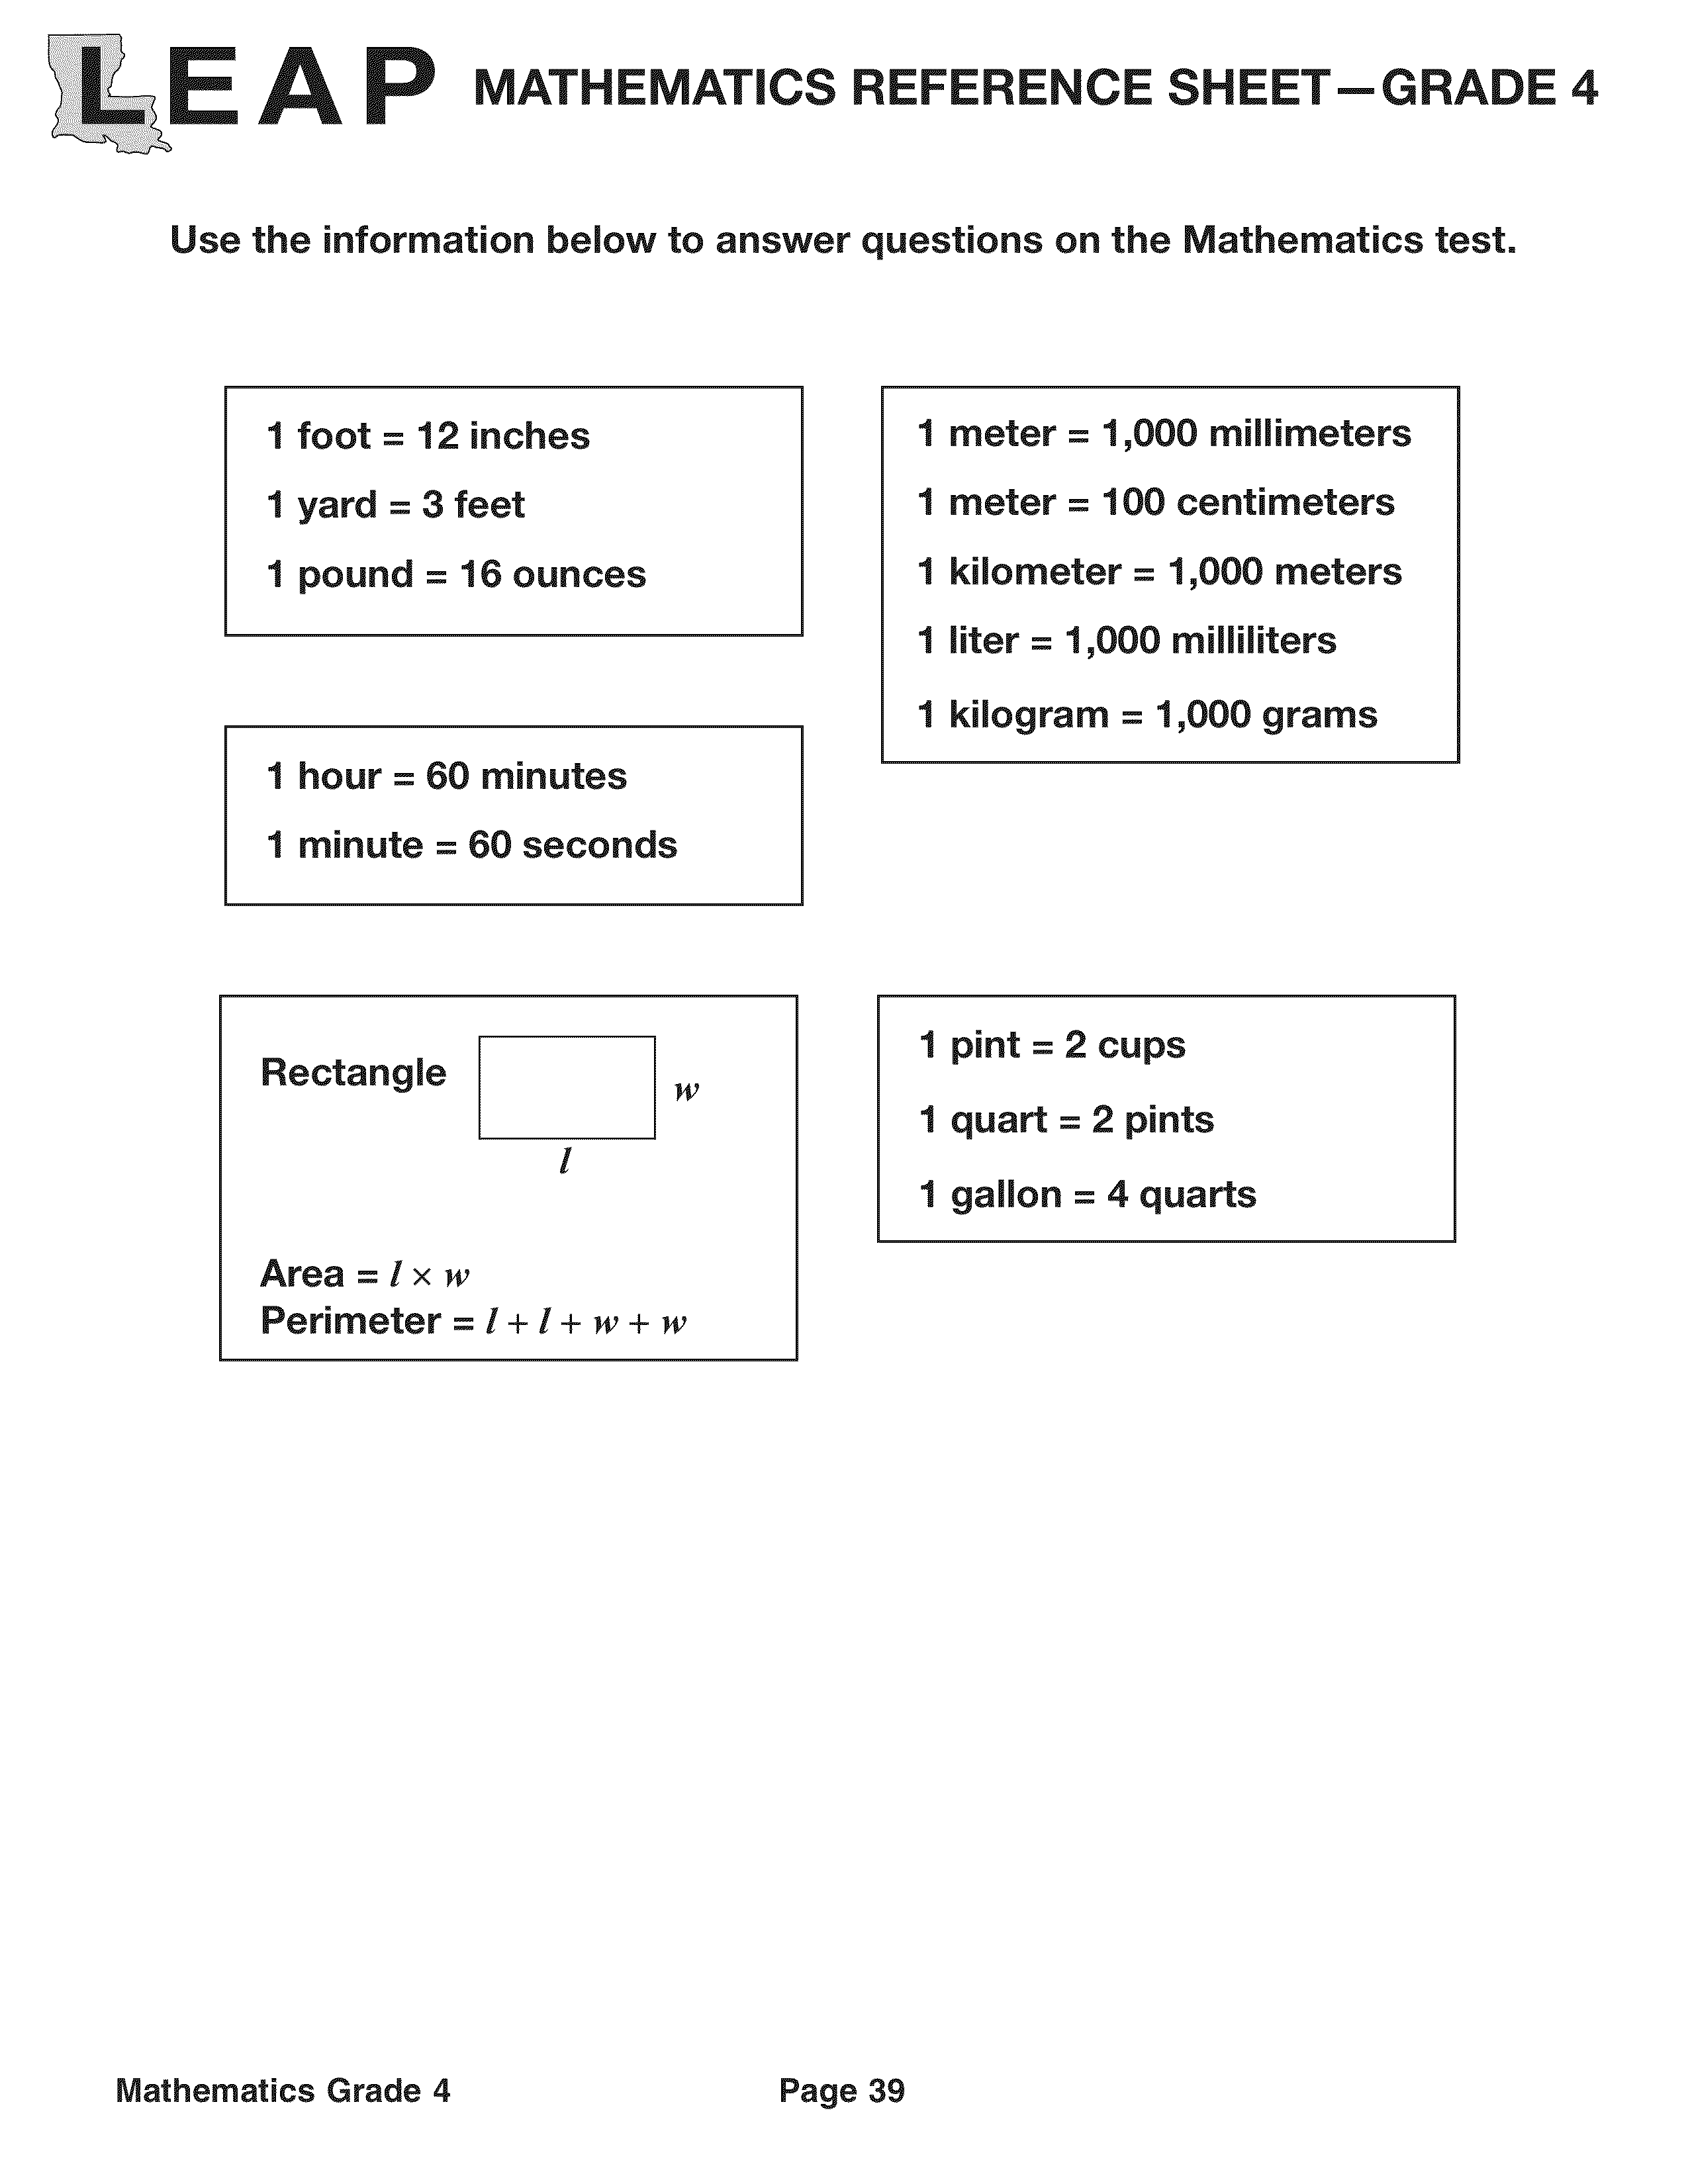 LEAP MATHEMATICS REFERENCE SHEET—GRADE 4
Use the information below to answer questions on the Mathematics test.
1 foot = 12 inches
1 yard = 3 feet
1 pound = 16 ounces
1 meter = 1,000 millimeters
1 meter = 100 centimeters
1 kilometer = 1,000 meters
1 liter = 1,000 milliliters
1 kilogram = 1,000 grams
1 hour = 60 minutes
1 minute = 60 seconds
Rectangle
w
l
Area = l × w
Perimeter = l + l + w + w
1 pint = 2 cups
1 quart = 2 pints
1 gallon = 4 quarts
Mathematics Grade 4
Page 39